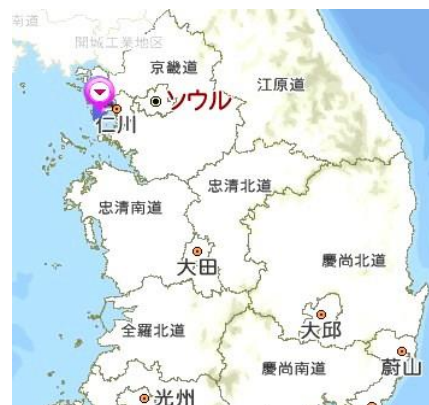 南道
開城工業地区
京畿道
江原道
ソウル
仁川
忠清北道
忠清南道
大田
慶尚北道
全羅北道
大邱
慶尚南道
蔚山
光州